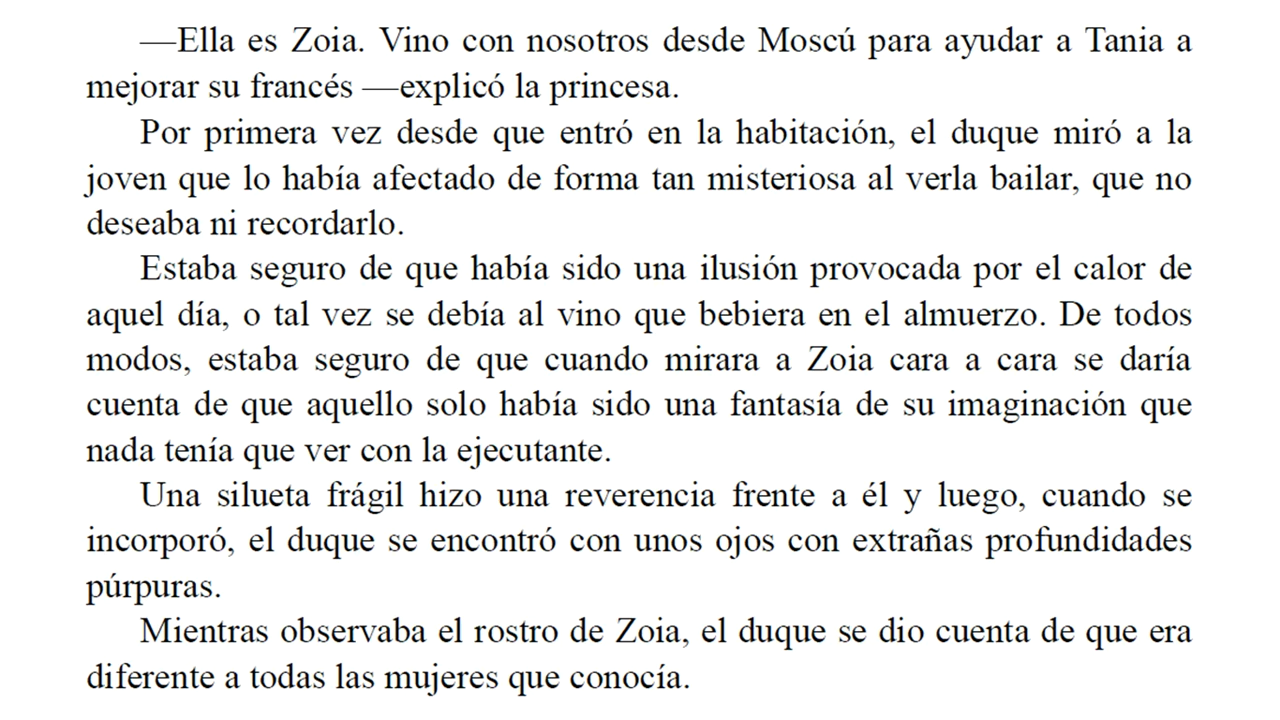 —Ella es Zoia. Vino con nosotros desde Moscú para ayudar a Tania a
mejorar su francés —explicó la princesa.
Por primera vez desde que entró en la habitación, el duque miró a la
joven que lo había afectado de forma tan misteriosa al verla bailar, que no
deseaba ni recordarlo.
Estaba seguro de que había sido una ilusión provocada por el calor de
aquel día, o tal vez se debía al vino que bebiera en el almuerzo. De todos
modos, estaba seguro de que cuando mirara a Zoia cara a cara se daría
cuenta de que aquello solo había sido una fantasía de su imaginación que
nada tenía que ver con la ejecutante.
Una silueta frágil hizo una reverencia frente a él y luego, cuando se
incorporó, el duque se encontró con unos ojos con extrañas profundidades
púrpuras.
Mientras observaba el rostro de Zoia, el duque se dio cuenta de que era
diferente a todas las mujeres que conocía.